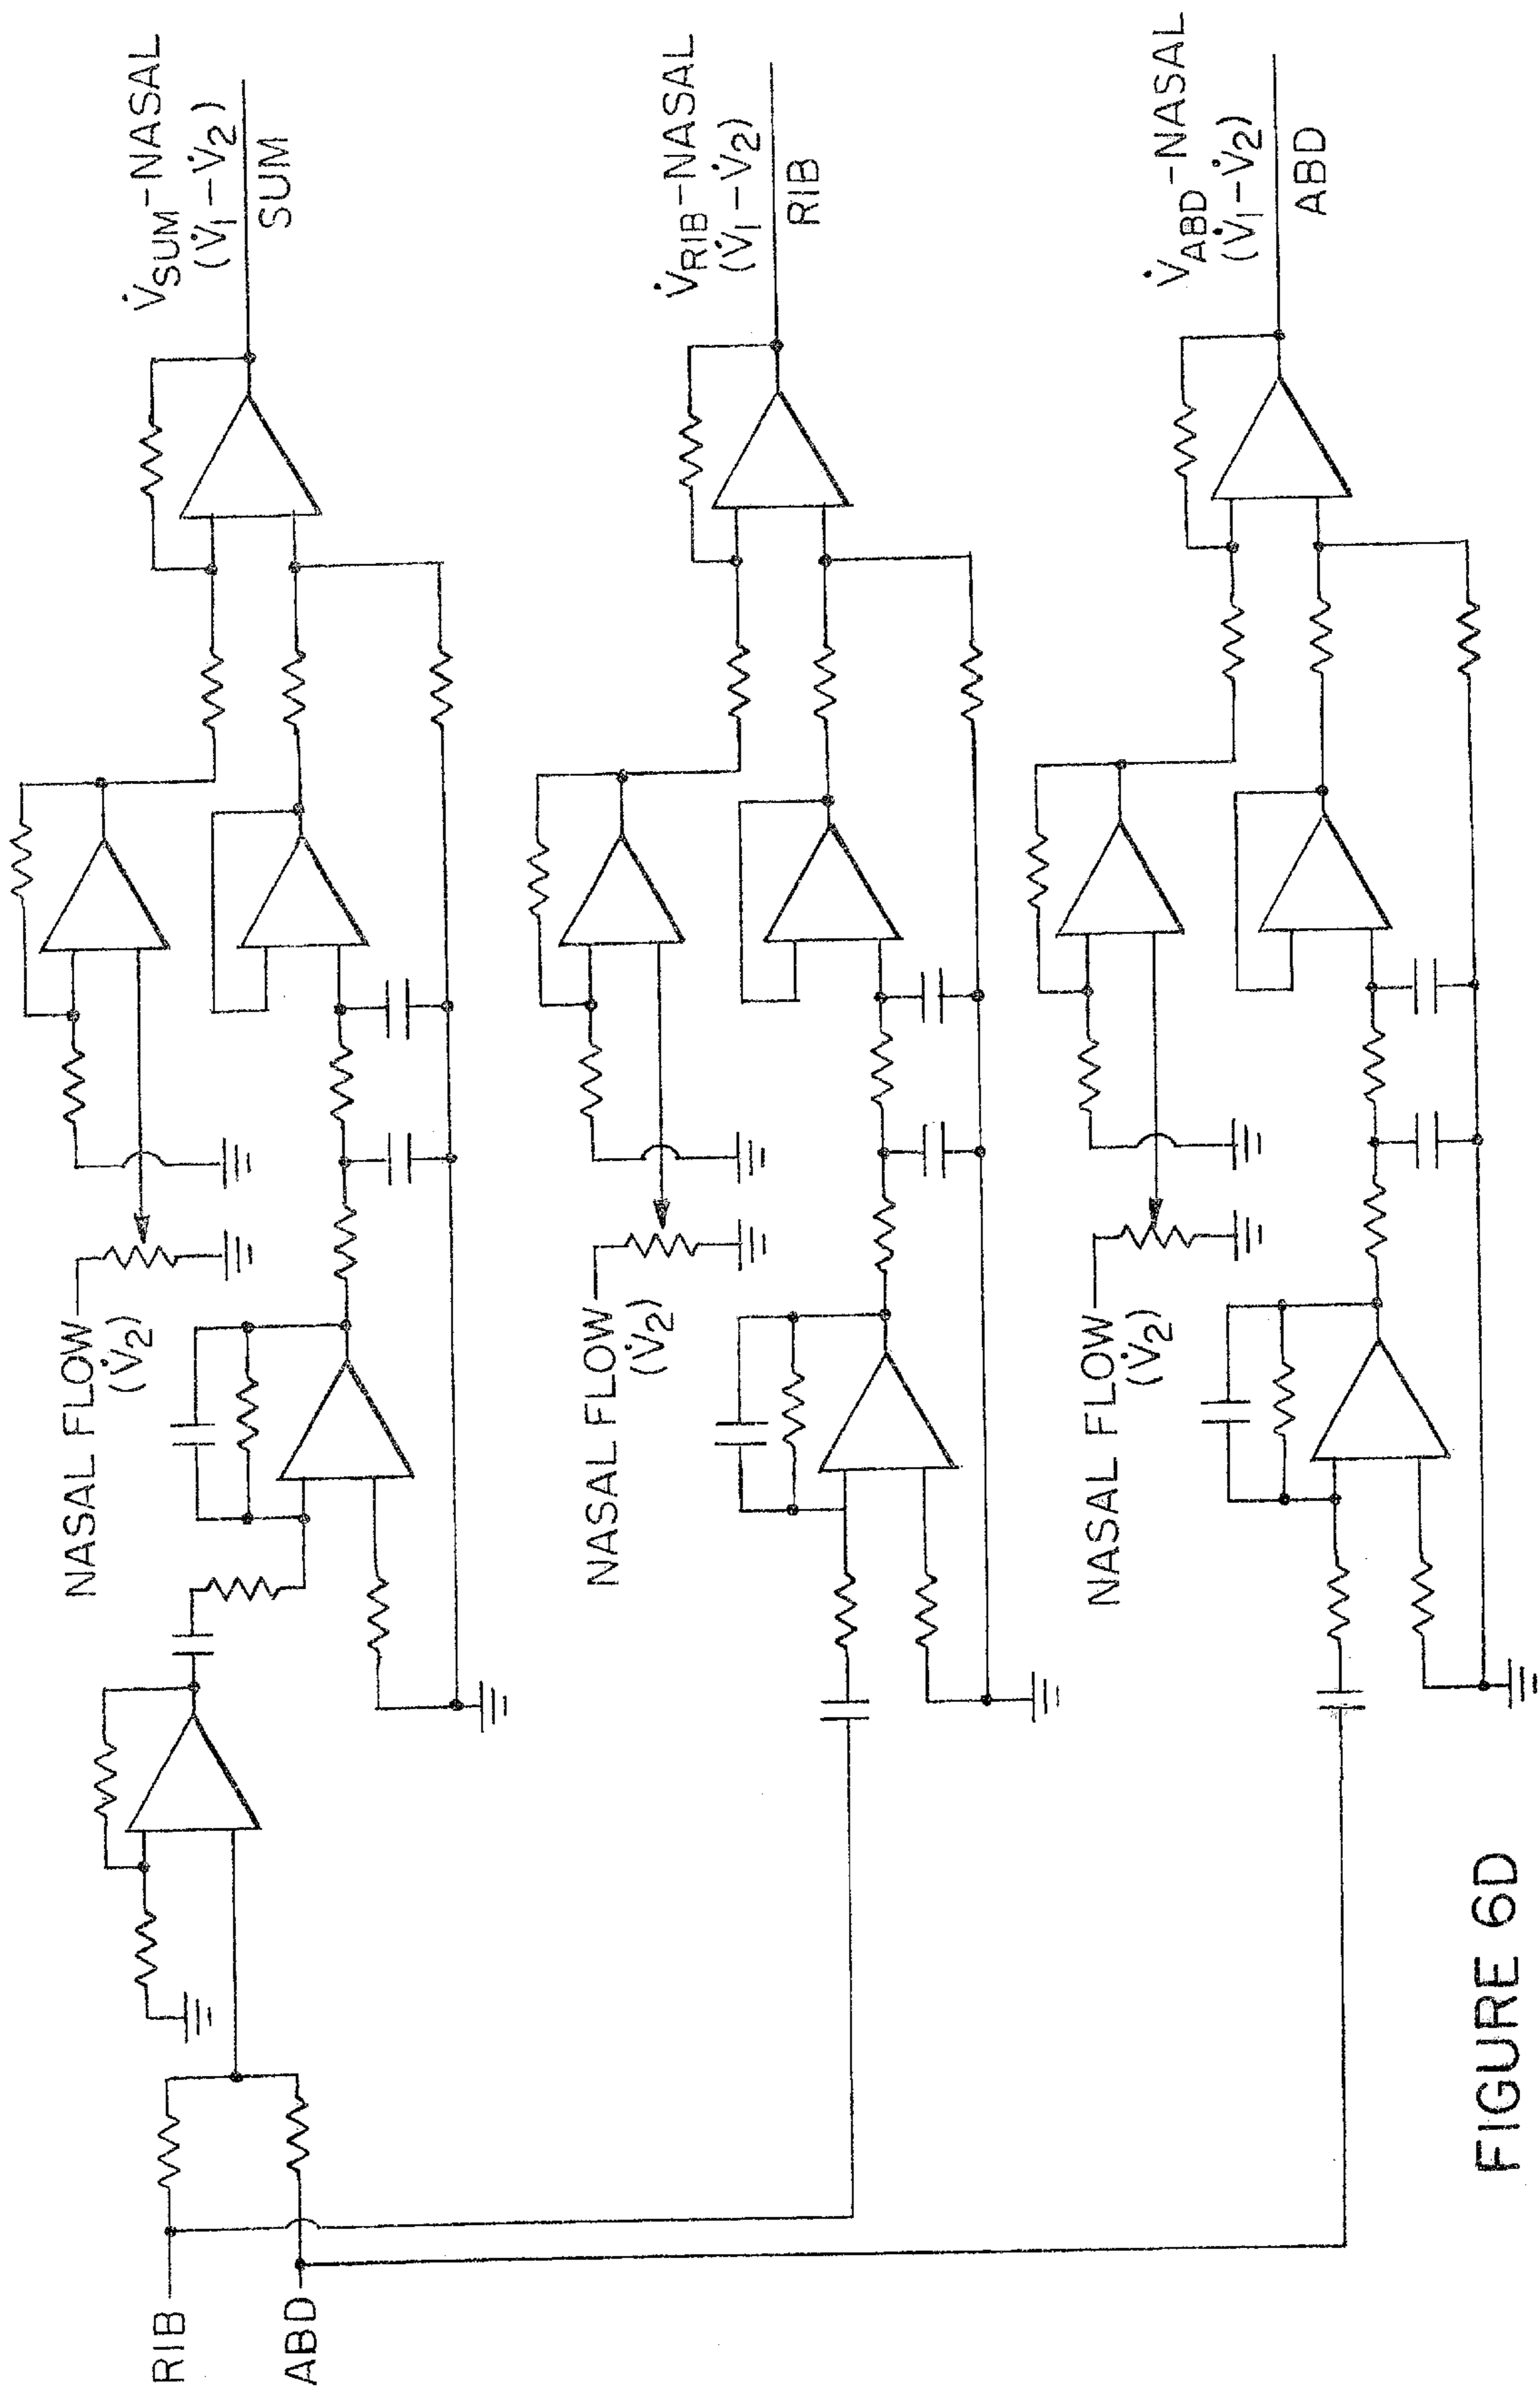 RIB
ABD
NASAL FLOW
(V̇2)
V̇SUM-NASAL
(V̇1-V̇2)
SUM
NASAL FLOW
(V̇2)
V̇RIB-NASAL
(V̇1-V̇2)
RIB
NASAL FLOW
(V̇2)
V̇ABD-NASAL
(V̇1-V̇2)
ABD
FIGURE 6D